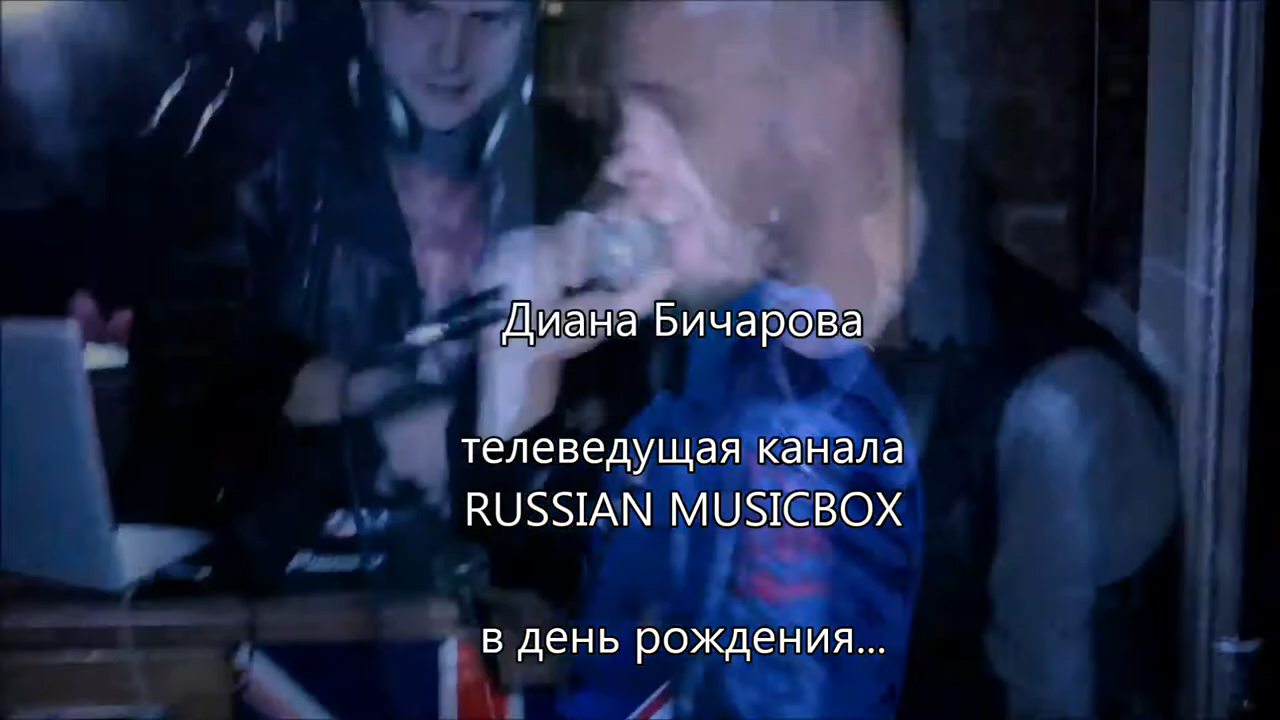 Диана Бичарова
телеведущая канала
RUSSIAN MUSICBOX
в день рождения...